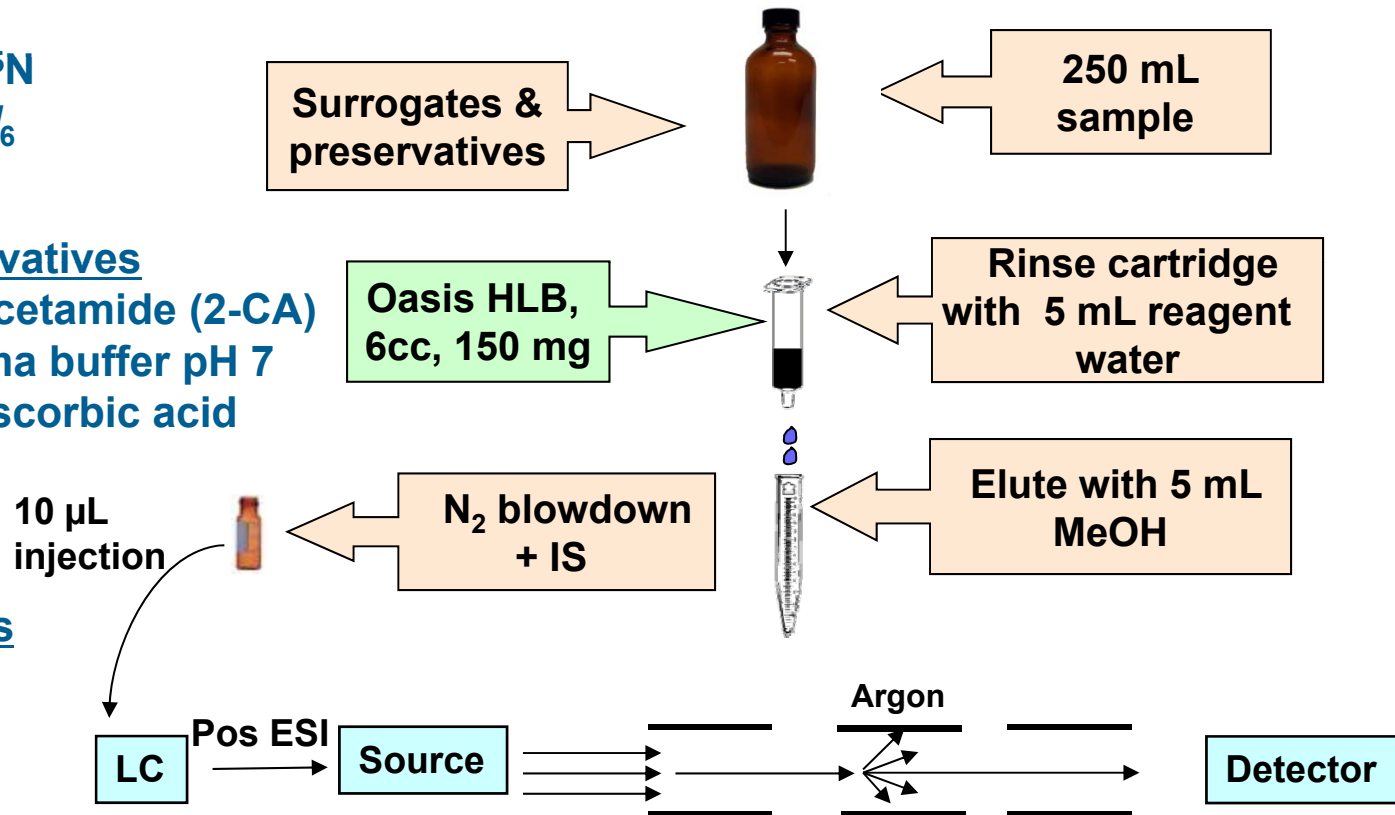 Surrogates &
preservatives
250 mL
sample
cetamide (2-CA)
buffer pH 7
scorbic acid
Oasis HLB,
6cc, 150 mg
Rinse cartridge
with 5 mL reagent
water
Elute with 5 mL
MeOH
N₂ blowdown
+ IS
10 µL
injection
LC
Pos ESI
Source
Argon
Detector